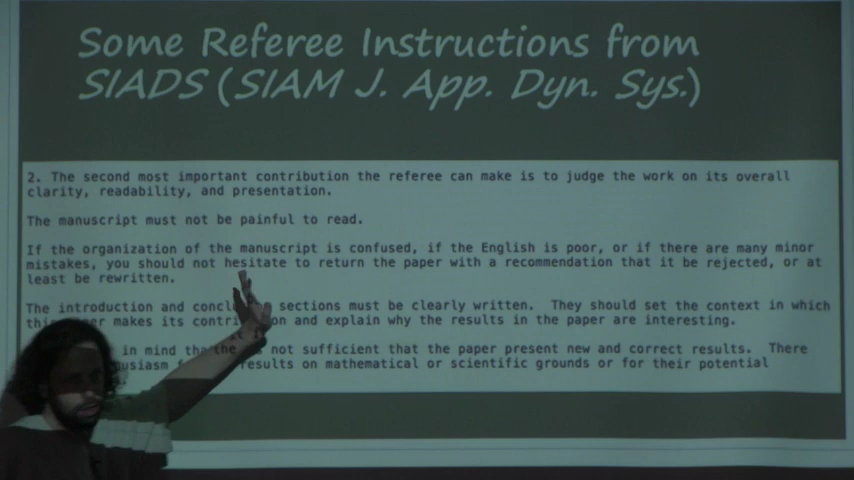 Some Referee Instructions from
SIADS (SIAM J. App. Dyn. Sys.)
2. The second most important contribution the referee can make is to judge the work on its overall
clarity, readability, and presentation.
The manuscript must not be painful to read.
If the organization of the manuscript is confused, if the English is poor, or if there are many minor
mistakes, you should not hesitate to return the paper with a recommendation that it be rejected, or at
least be rewritten.
The introduction and sections must be clearly written. They should set the context in which
makes its and explain why the results in the paper are interesting.
in mind not sufficient that the paper present new and correct results. There
results on mathematical or scientific grounds or for their potential